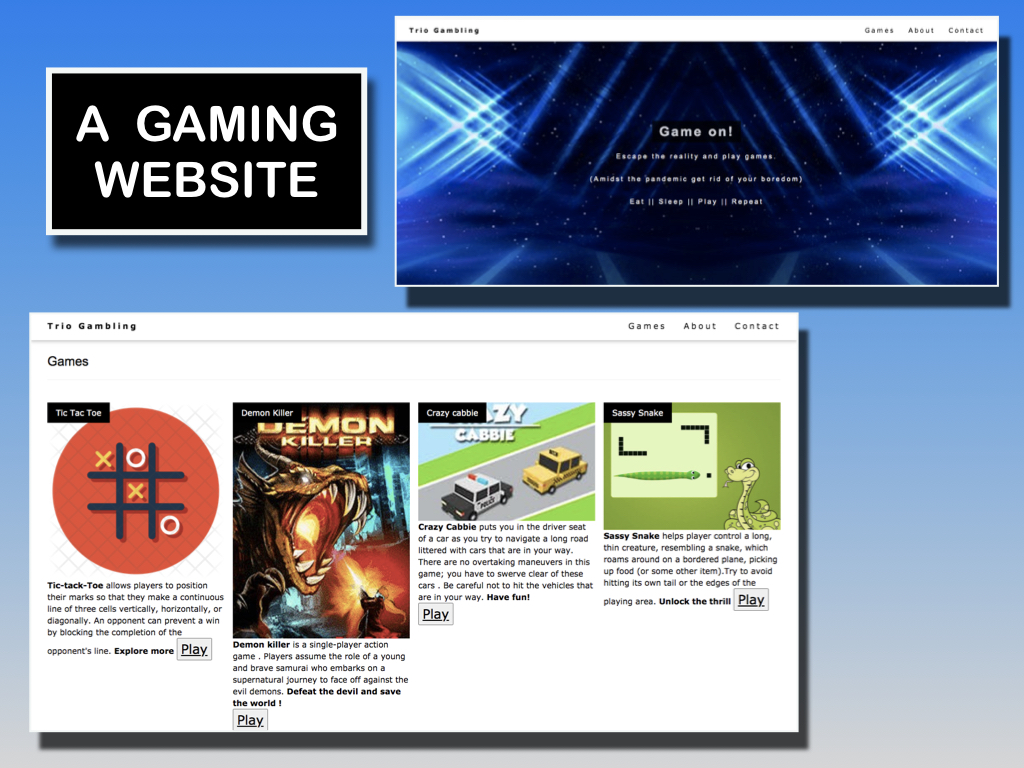 A GAMING
WEBSITE
Trio Gambling
Games About Contact
Game on!
Escape the reality and play games.
(Amidst the pandemic get rid of your boredom)
Eat || Sleep || Play || Repeat
Trio Gambling
Games About Contact
Games
Tic Tac Toe
Tic-tack-Toe allows players to position
their marks so that they make a continuous
line of three cells vertically, horizontally, or
diagonally. An opponent can prevent a win
by blocking the completion of the
opponent's line. Explore more Play
Demon Killer
DEMON
KILLER
Demon killer is a single-player action
game . Players assume the role of a young
and brave samurai who embarks on a
supernatural journey to face off against the
evil demons. Defeat the devil and save
the world !
Play
Crazy cabbie
CABBIE
POLICE
Crazy Cabbie puts you in the driver seat
of a car as you try to navigate a long road
littered with cars that are in your way.
There are no overtaking maneuvers in this
game; you have to swerve clear of these
cars . Be careful not to hit the vehicles that
are in your way. Have fun!
Play
Sassy Snake
Sassy Snake helps player control a long,
thin creature, resembling a snake, which
roams around on a bordered plane, picking
up food (or some other item).Try to avoid
hitting its own tail or the edges of the
playing area. Unlock the thrill Play